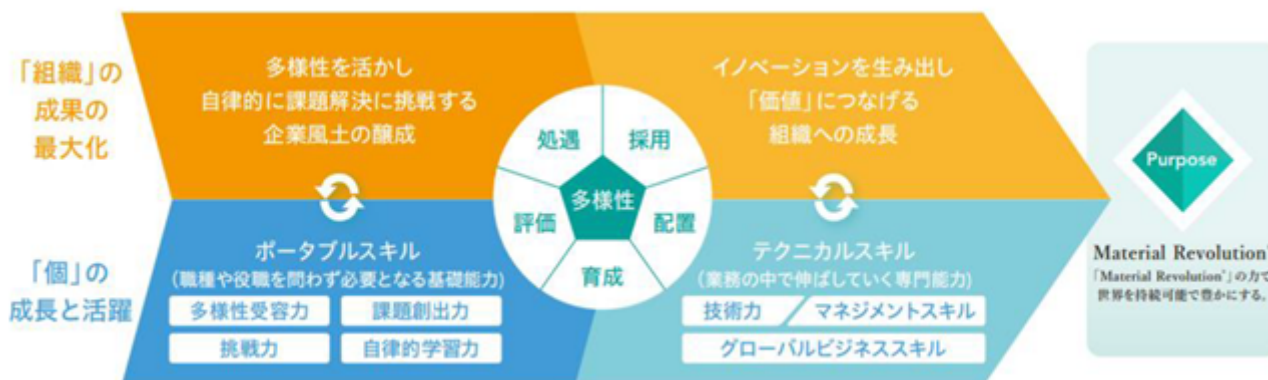 「組織」の
成果の
最大化
多様性を活かし
自律的に課題解決に挑戦する
企業風土の醸成
イノベーションを生み出し
「価値」につなげる
組織への成長
処遇
採用
多様性
評価
配置
育成
「個」の
成長と活躍
ポータブルスキル
(職種や役職を問わず必要となる基礎能力)
多様性受容力
課題創出力
挑戦力
自律的学習力
テクニカルスキル
(業務の中で伸ばしていく専門能力)
技術力
マネジメントスキル
グローバルビジネススキル
Purpose
Material Revolution®
「Material Revolution®」の力で
世界を持続可能で豊かにする。